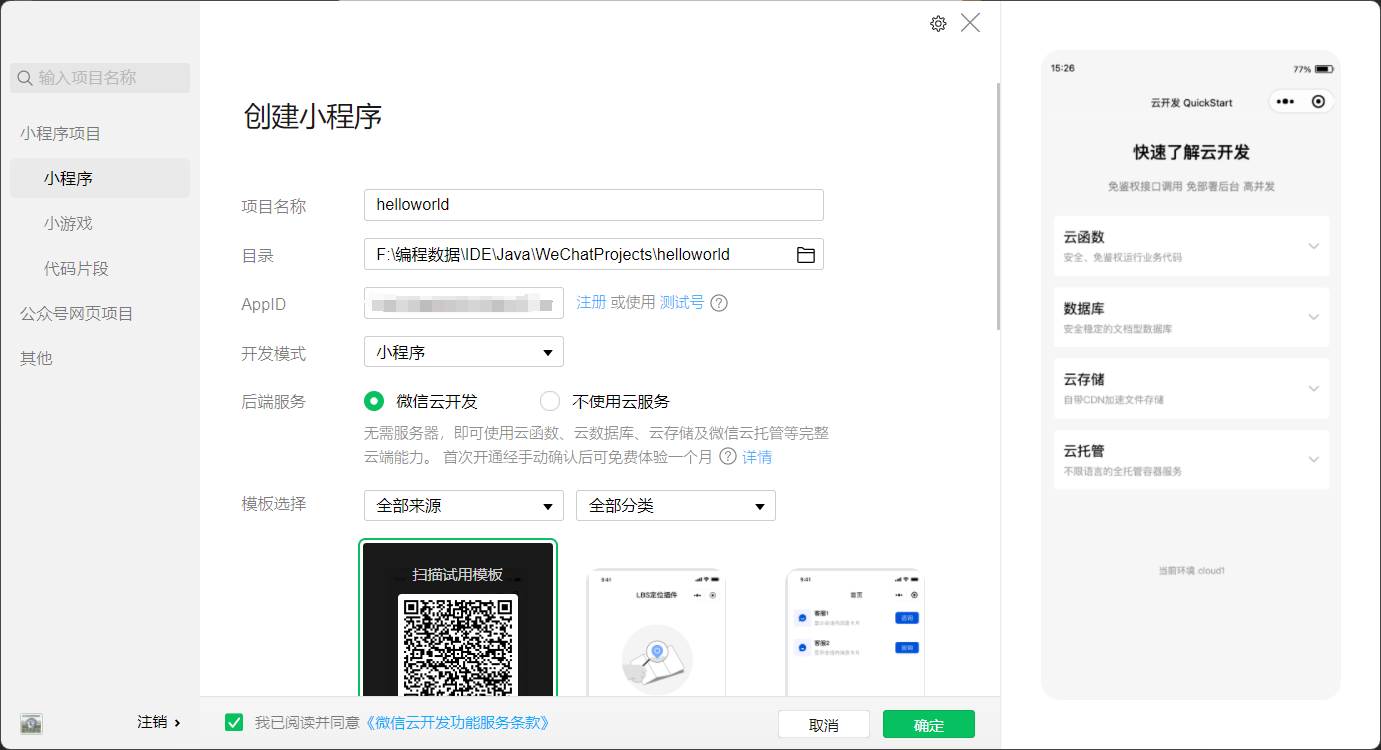 输入项目名称
小程序项目
小程序
小游戏
代码片段
公众号网页项目
其他
注销
创建小程序
项目名称
helloworld
目录
F:\编程数据\IDE\Java\WeChatProjects\helloworld
AppID
注册 或使用 测试号
开发模式
小程序
后端服务
微信云开发 不使用云服务
无需服务器，即可使用云函数、云数据库、云存储及微信云托管等完整
云端能力。 首次开通经手动确认后可免费体验一个月 ? 详情
模板选择
全部来源 全部分类
扫描试用模板
9:41
LBS定位插件
9:41
首页
客服1
咨询
客服2
咨询
我已阅读并同意《微信云开发功能服务条款》
取消 确定
15:26 77%
云开发 QuickStart
快速了解云开发
免鉴权接口调用 免部署后台 高并发
云函数
安全、免鉴权运行业务代码
数据库
安全稳定的文档型数据库
云存储
自带CDN加速文件存储
云托管
不限语言的全托管容器服务
当前环境 cloud1